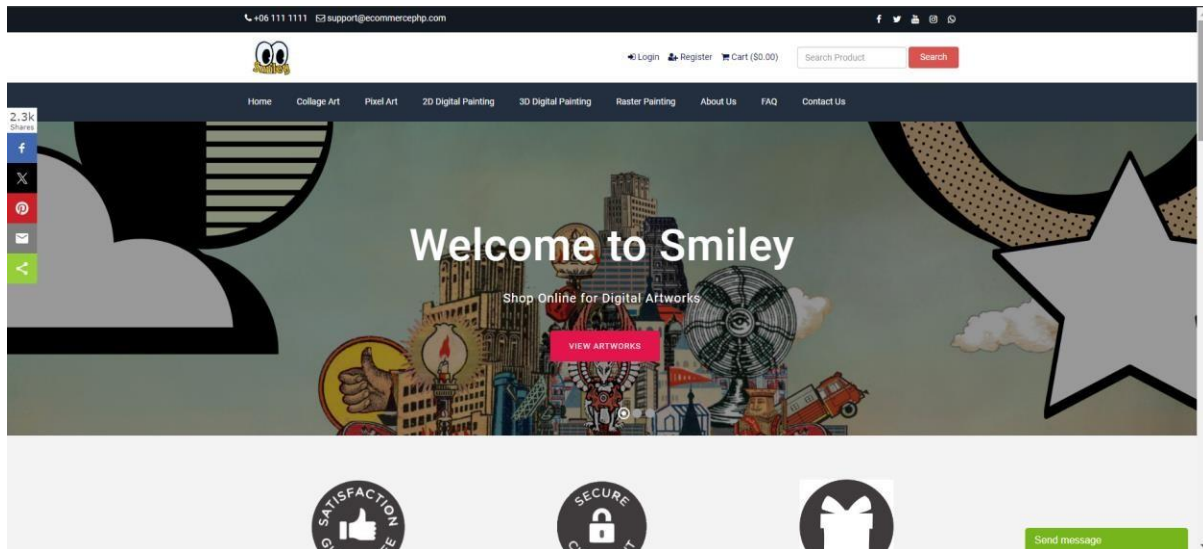 +06 111 1111 support@ecommercephp.com
Smiley
Login Register Cart ($0.00) Search Product Search
Home Collage Art Pixel Art 2D Digital Painting 3D Digital Painting Raster Painting About Us FAQ Contact Us
2.3k
Shares
Welcome to Smiley
Shop Online for Digital Artworks
VIEW ARTWORKS
SATISFACTION
SECURE
Send message